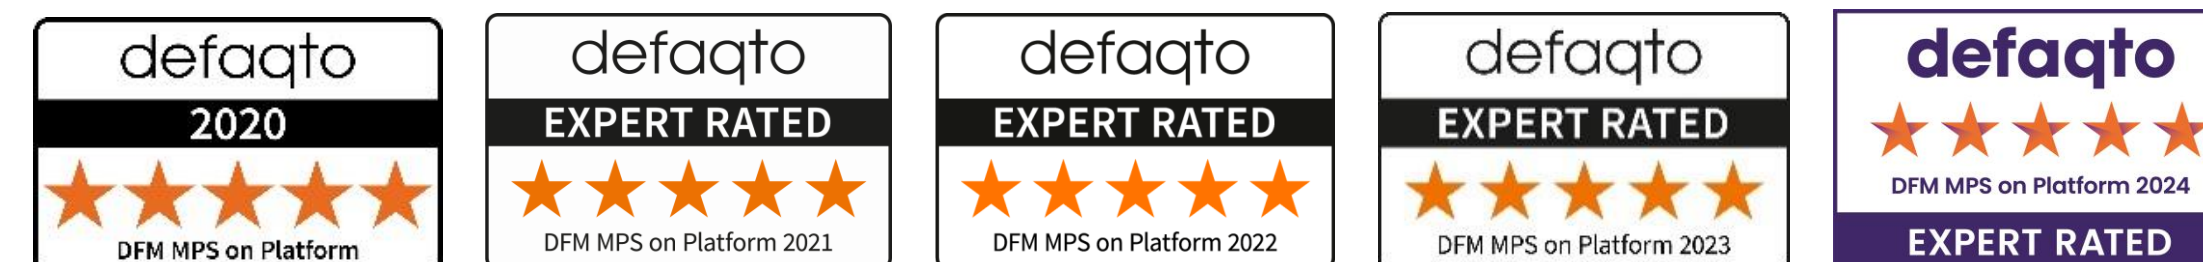 defaqto
2020
DFM MPS on Platform
defaqto
EXPERT RATED
DFM MPS on Platform 2021
defaqto
EXPERT RATED
DFM MPS on Platform 2022
defaqto
EXPERT RATED
DFM MPS on Platform 2023
defaqto
DFM MPS on Platform 2024
EXPERT RATED